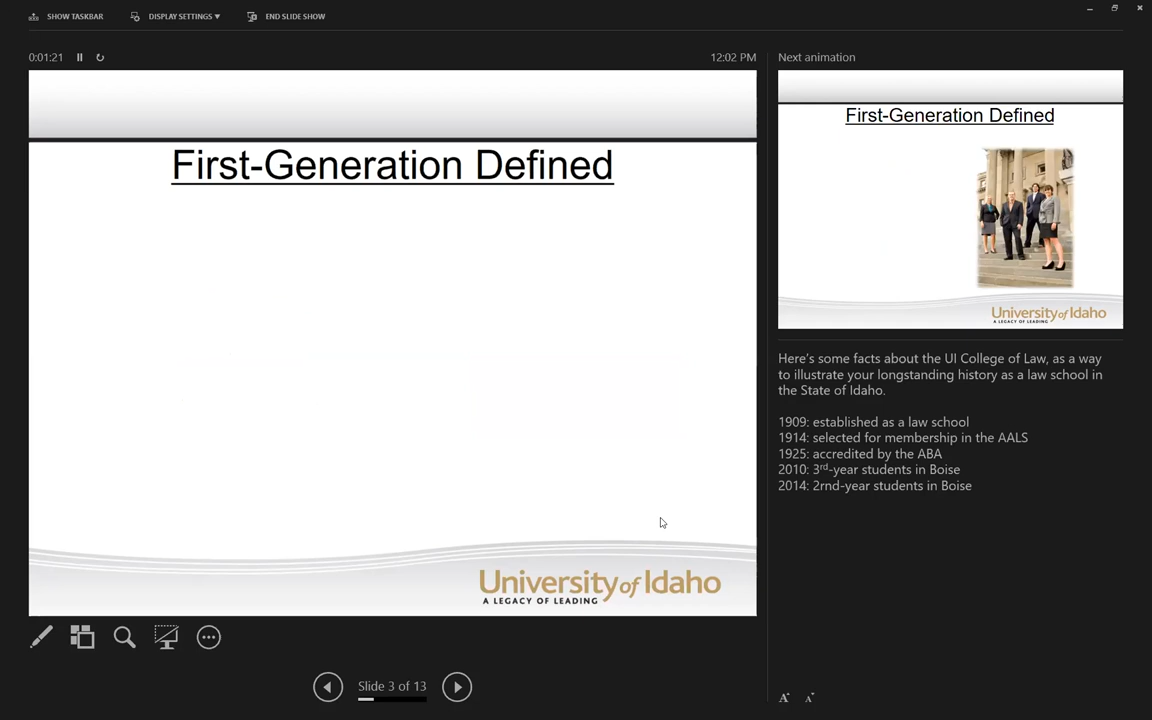 SHOW TASKBAR
DISPLAY SETTINGS ▼
END SLIDE SHOW
0:01:21
12:02 PM
First-Generation Defined
University of Idaho
A LEGACY OF LEADING
Slide 3 of 13
Next animation
First-Generation Defined
University of Idaho
A LEGACY OF LEADING
Here's some facts about the UI College of Law, as a way
to illustrate your longstanding history as a law school in
the State of Idaho.
1909: established as a law school
1914: selected for membership in the AALS
1925: accredited by the ABA
2010: 3rd-year students in Boise
2014: 2rnd-year students in Boise
A
A